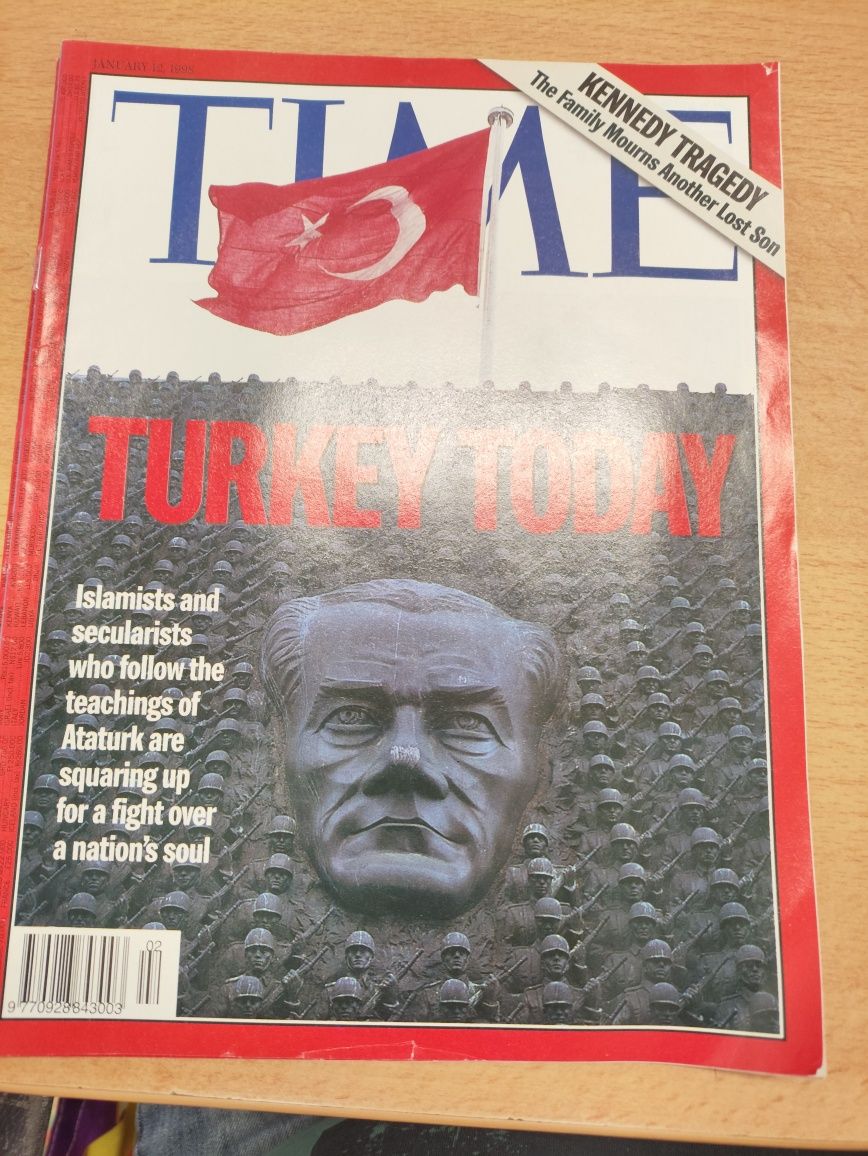 JANUARY 12, 1998
TIME
KENNEDY TRAGEDY
The Family Mourns Another Lost Son
TURKEY TODAY
Islamists and
secularists
who follow the
teachings of
Ataturk are
squaring up
for a fight over
a nation's soul
02
9 770928 843003